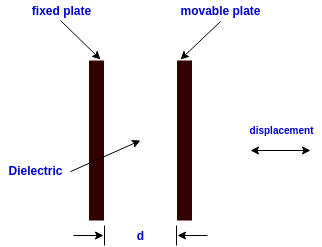 fixed plate
movable plate
displacement
Dielectric
d